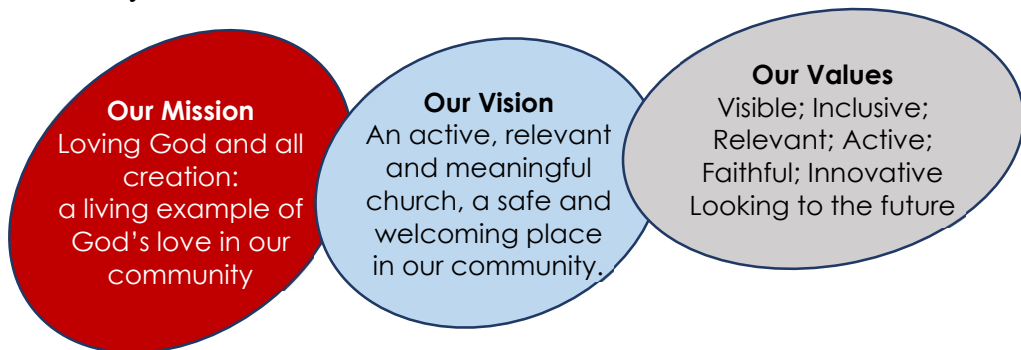 Our Mission
Loving God and all
creation:
a living example of
God's love in our
community
Our Vision
An active, relevant
and meaningful
church, a safe and
welcoming place
in our community.
Our Values
Visible; Inclusive;
Relevant; Active;
Faithful; Innovative
Looking to the future